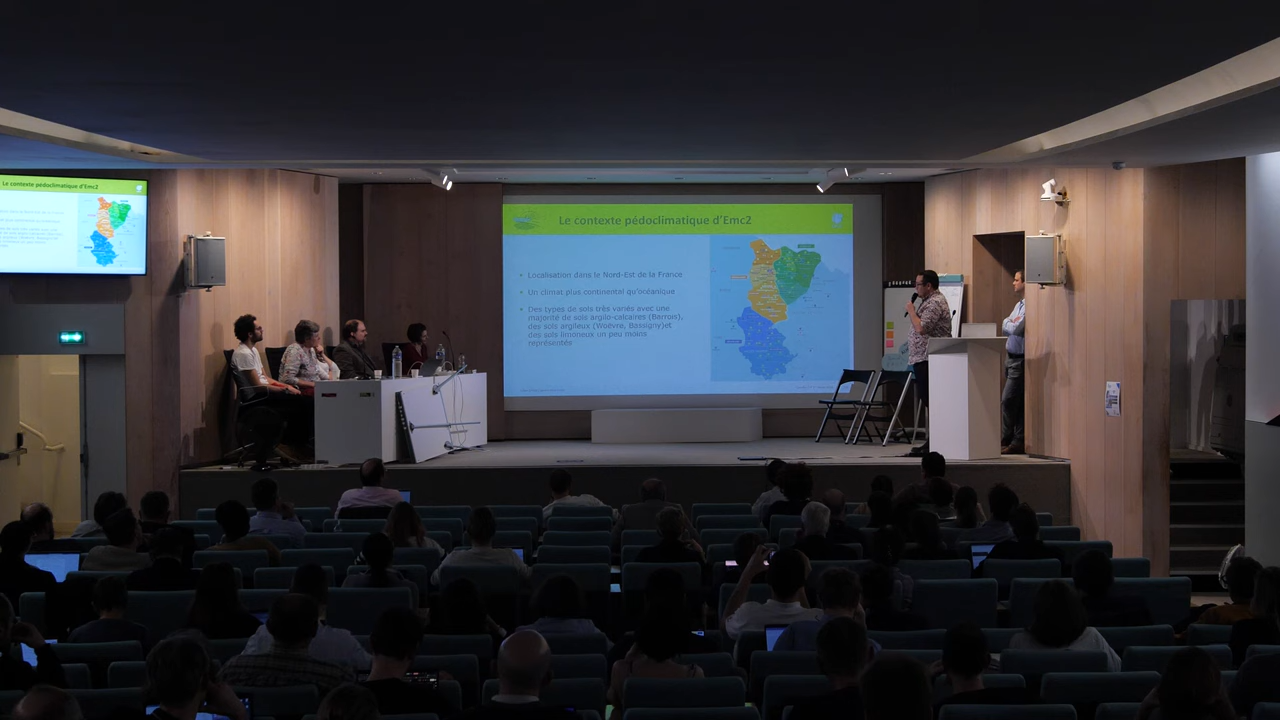 Le contexte pédoclimatique d'Emc2
Le contexte pédoclimatique d'Emc2
• Localisation dans le Nord-Est de la France
• Un climat plus continental qu'océanique
• Des types de sols très variés avec une
majorité de sols argilo-calcaires (Barrois),
des sols argileux (Woëvre, Bassigny)et
des sols limoneux un peu moins
représentés